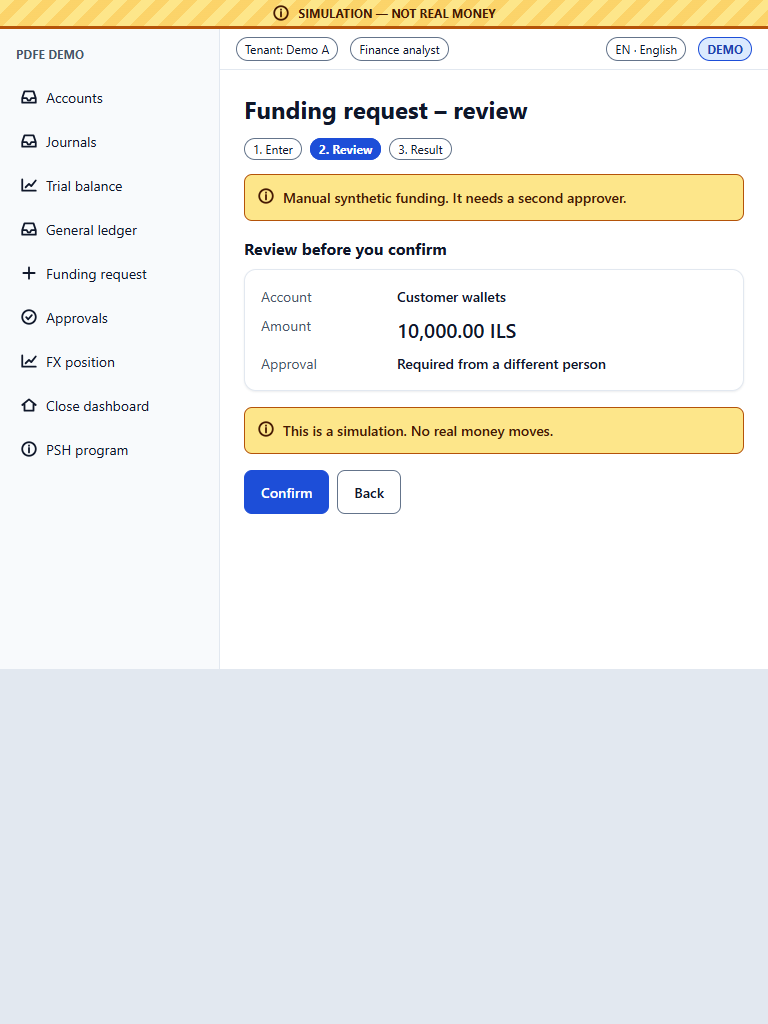 SIMULATION — NOT REAL MONEY
PDFE DEMO
Accounts
Journals
Trial balance
General ledger
Funding request
Approvals
FX position
Close dashboard
PSH program
Tenant: Demo A
Finance analyst
EN · English
DEMO
Funding request – review
1. Enter
2. Review
3. Result
Manual synthetic funding. It needs a second approver.
Review before you confirm
Account Customer wallets
Amount 10,000.00 ILS
Approval Required from a different person
This is a simulation. No real money moves.
Confirm
Back